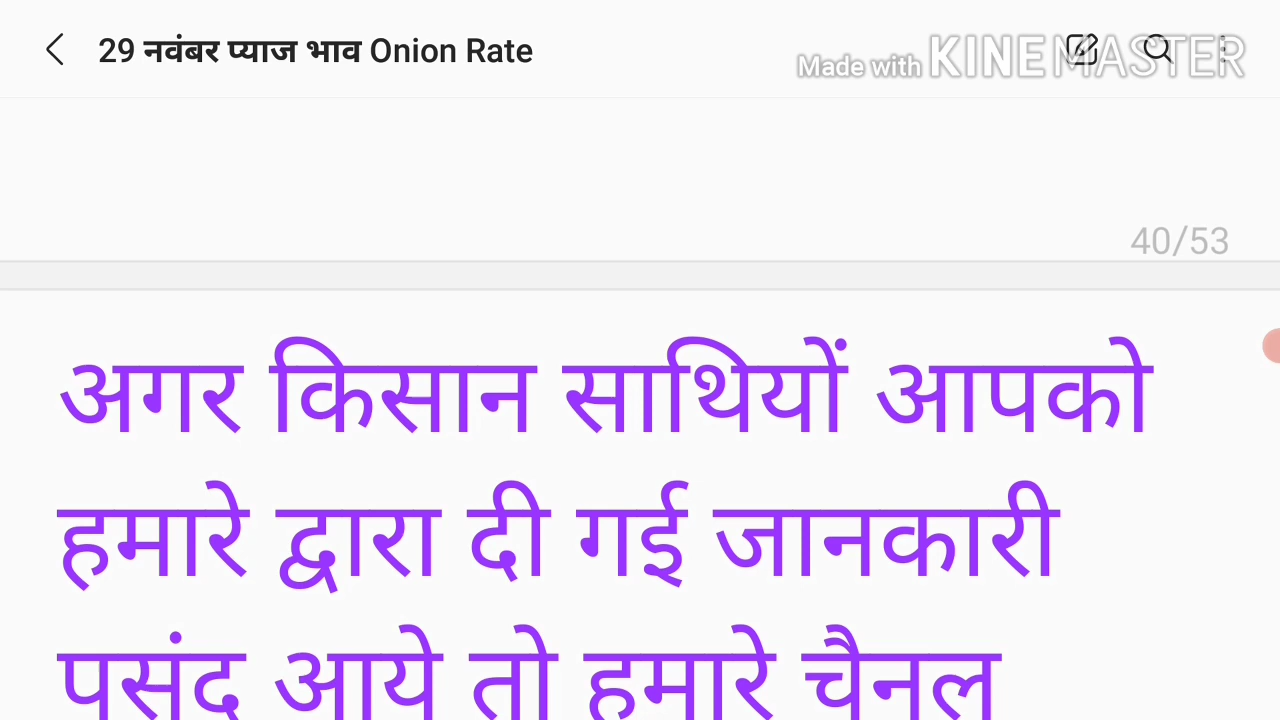 29 नवंबर प्याज भाव Onion Rate
Made with KINEMASTER
40/53
अगर किसान साथियों आपको
हमारे द्वारा दी गई जानकारी
पसंद आये तो हमारे चैनल